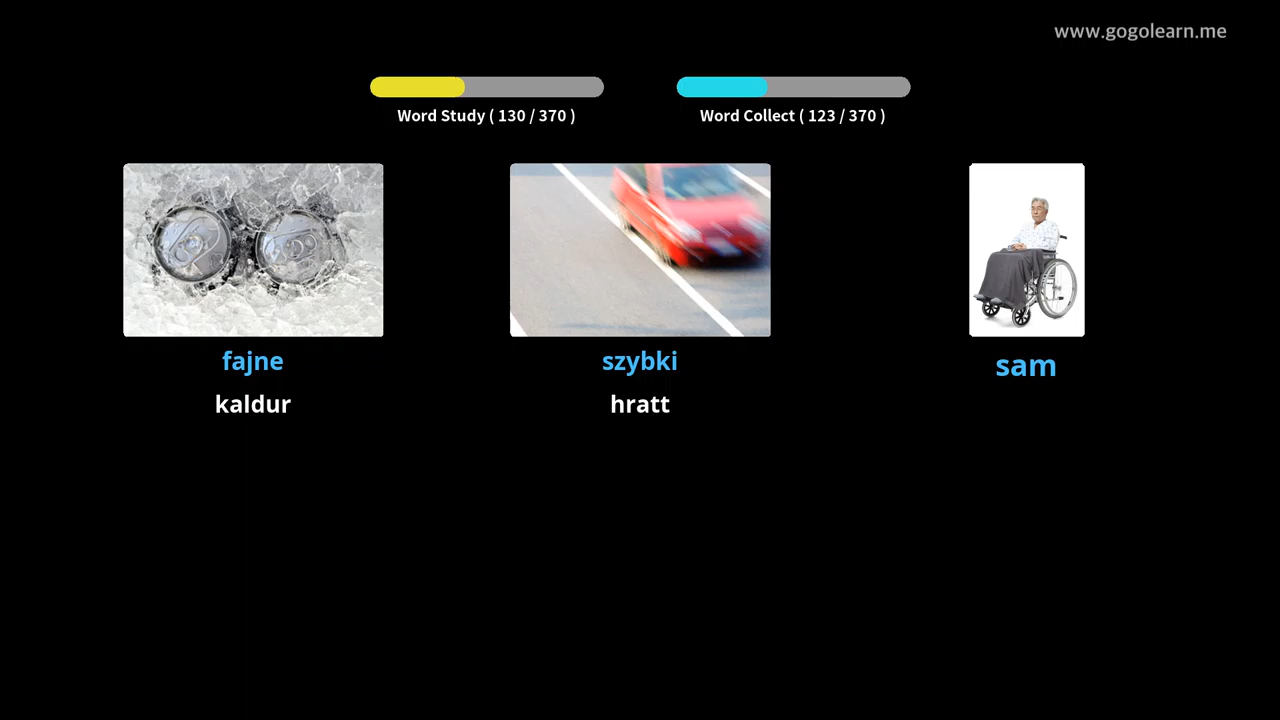 www.gogolearn.me
Word Study ( 130 / 370 )
Word Collect ( 123 / 370 )
fajne
szybki
sam
kaldur
hratt